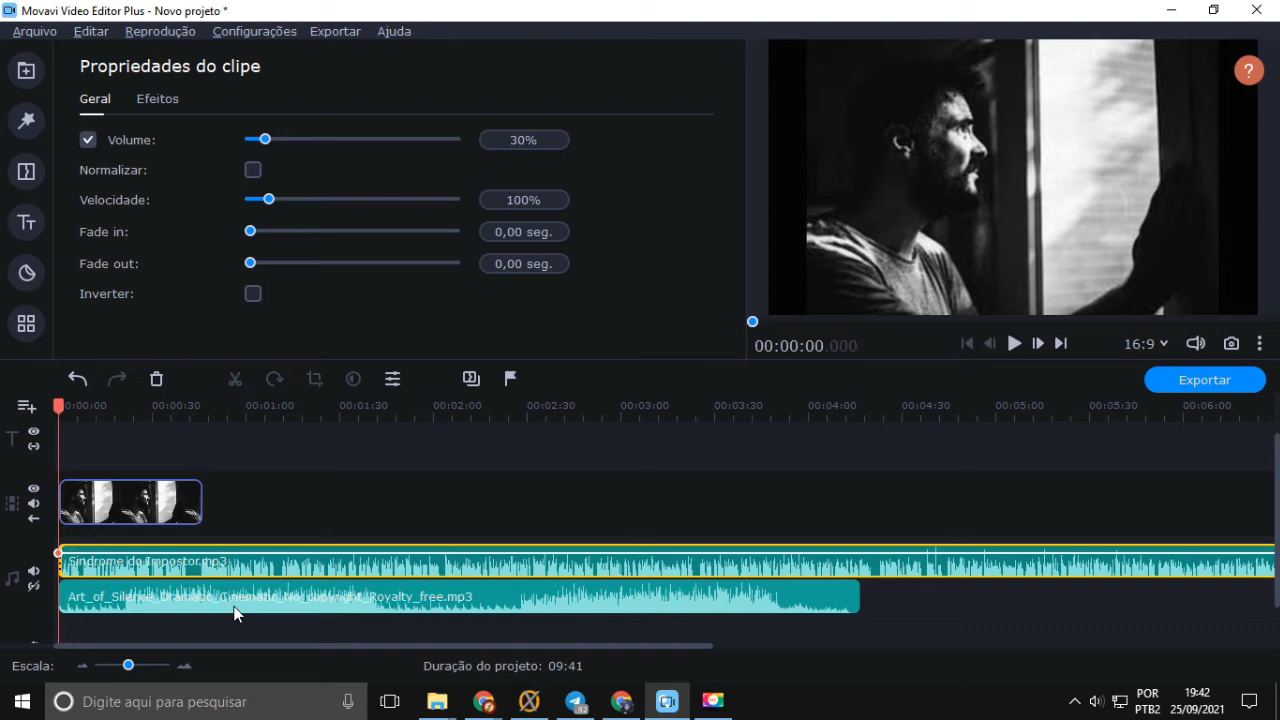 Movavi Video Editor Plus - Novo projeto *
Arquivo Editar Reprodução Configurações Exportar Ajuda
Propriedades do clipe
Geral Efeitos
Volume: 30%
Normalizar:
Velocidade: 100%
Fade in: 0,00 seg.
Fade out: 0,00 seg.
Inverter:
?
00:00:00.000
16:9
Exportar
0:00:00 00:00:30 00:01:00 00:01:30 00:02:00 00:02:30 00:03:00 00:03:30 00:04:00 00:04:30 00:05:00 00:05:30 00:06:00
Sindrome do Impostor.mp3
Art_of_Silence_Dramatic_Cinematic_No_copyright_Royalty_free.mp3
Escala:
Duração do projeto: 09:41
Digite aqui para pesquisar
92
POR
PTB2
19:42
25/09/2021